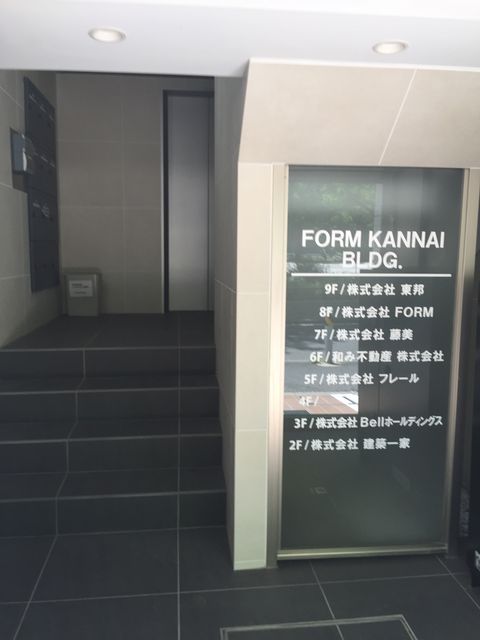 FORM KANNAI
BLDG.
9F/株式会社 東邦
8F/株式会社 FORM
7F/株式会社 藤美
6F/和み不動産 株式会社
5F/株式会社 フレール
4F/
3F/株式会社 Bellホールディングス
2F/株式会社 建築一家